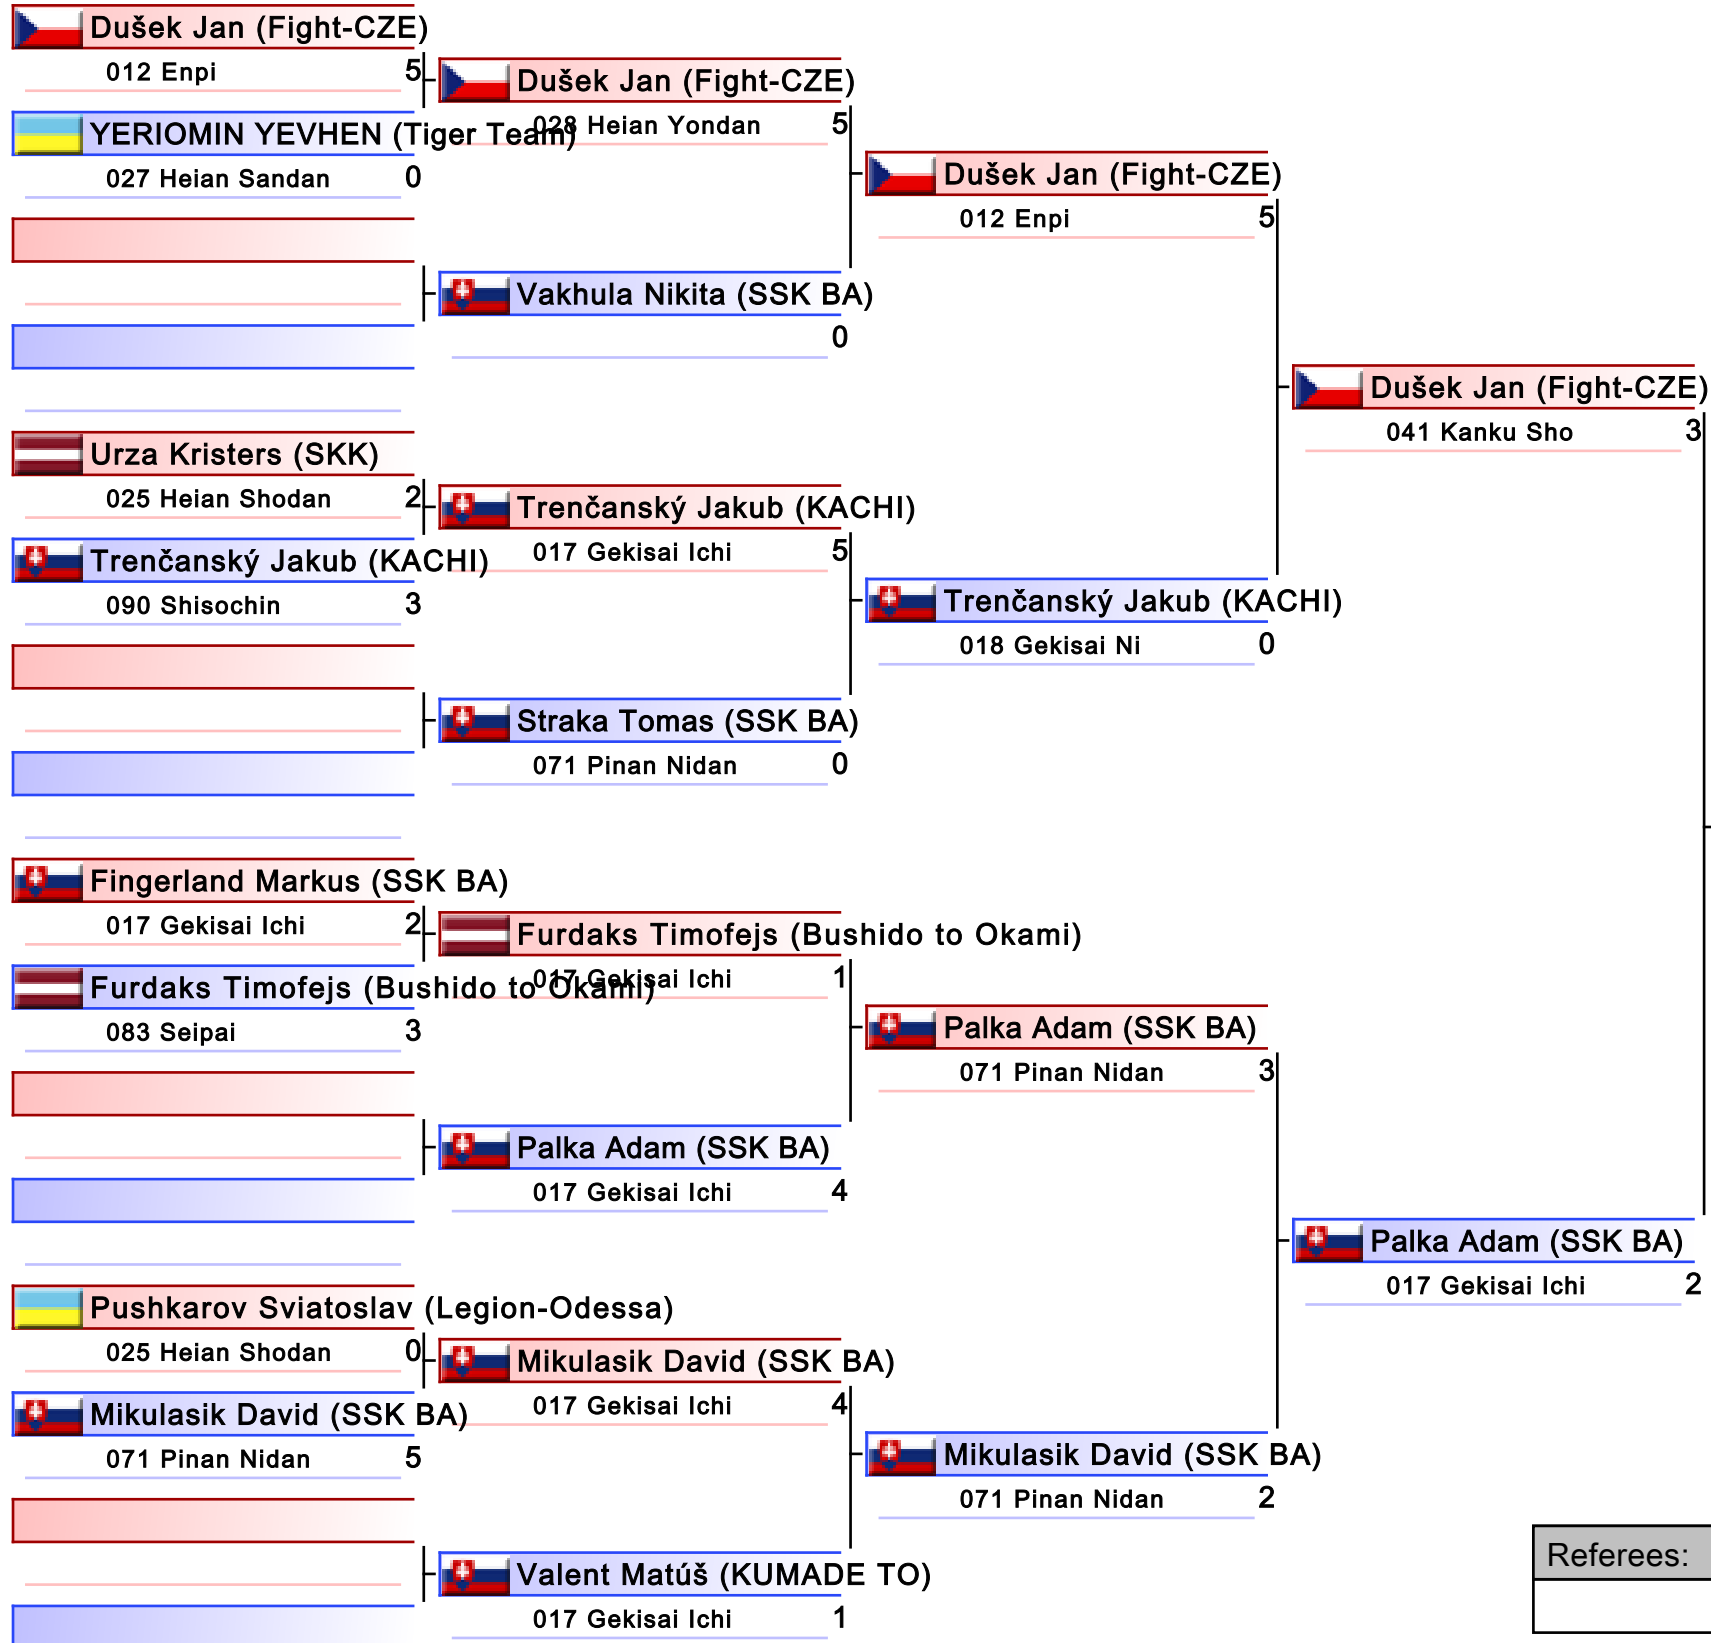 Dušek Jan (Fight-CZE)
012 Enpi 5
YERIOMIN YEVHEN (Tiger Team)
027 Heian Sandan 0
Urza Kristers (SKK)
025 Heian Shodan 2
Trenčanský Jakub (KACHI)
090 Shisochin 3
Fingerland Markus (SSK BA)
017 Gekisai Ichi 2
Furdaks Timofejs (Bushido to Okami)
083 Seipai 3
Pushkarov Sviatoslav (Legion-Odessa)
025 Heian Shodan 0
Mikulasik David (SSK BA)
071 Pinan Nidan 5
Dušek Jan (Fight-CZE)
028 Heian Yondan 5
Vakhula Nikita (SSK BA)
0
Trenčanský Jakub (KACHI)
017 Gekisai Ichi 5
Straka Tomas (SSK BA)
071 Pinan Nidan 0
Furdaks Timofejs (Bushido to Okami)
017 Gekisai Ichi 1
Palka Adam (SSK BA)
017 Gekisai Ichi 4
Mikulasik David (SSK BA)
017 Gekisai Ichi 4
Valent Matúš (KUMADE TO)
017 Gekisai Ichi 1
Dušek Jan (Fight-CZE)
012 Enpi 5
Trenčanský Jakub (KACHI)
018 Gekisai Ni 0
Palka Adam (SSK BA)
071 Pinan Nidan 3
Mikulasik David (SSK BA)
071 Pinan Nidan 2
Dušek Jan (Fight-CZE)
041 Kanku Sho 3
Palka Adam (SSK BA)
017 Gekisai Ichi 2
Referees: